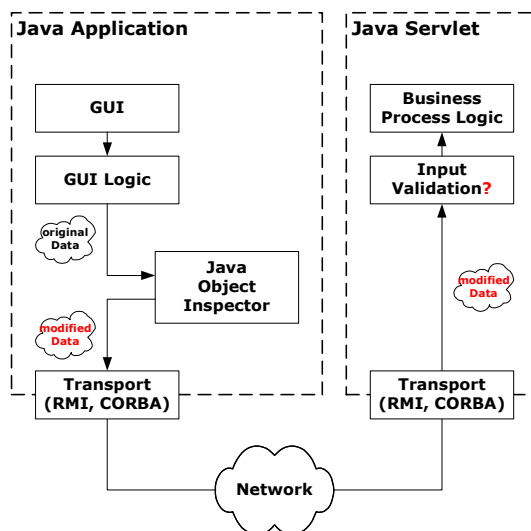 Java Application
GUI
GUI Logic
original
Data
Java
Object
Inspector
modified
Data
Transport
(RMI, CORBA)
Java Servlet
Business
Process Logic
Input
Validation?
modified
Data
Transport
(RMI, CORBA)
Network